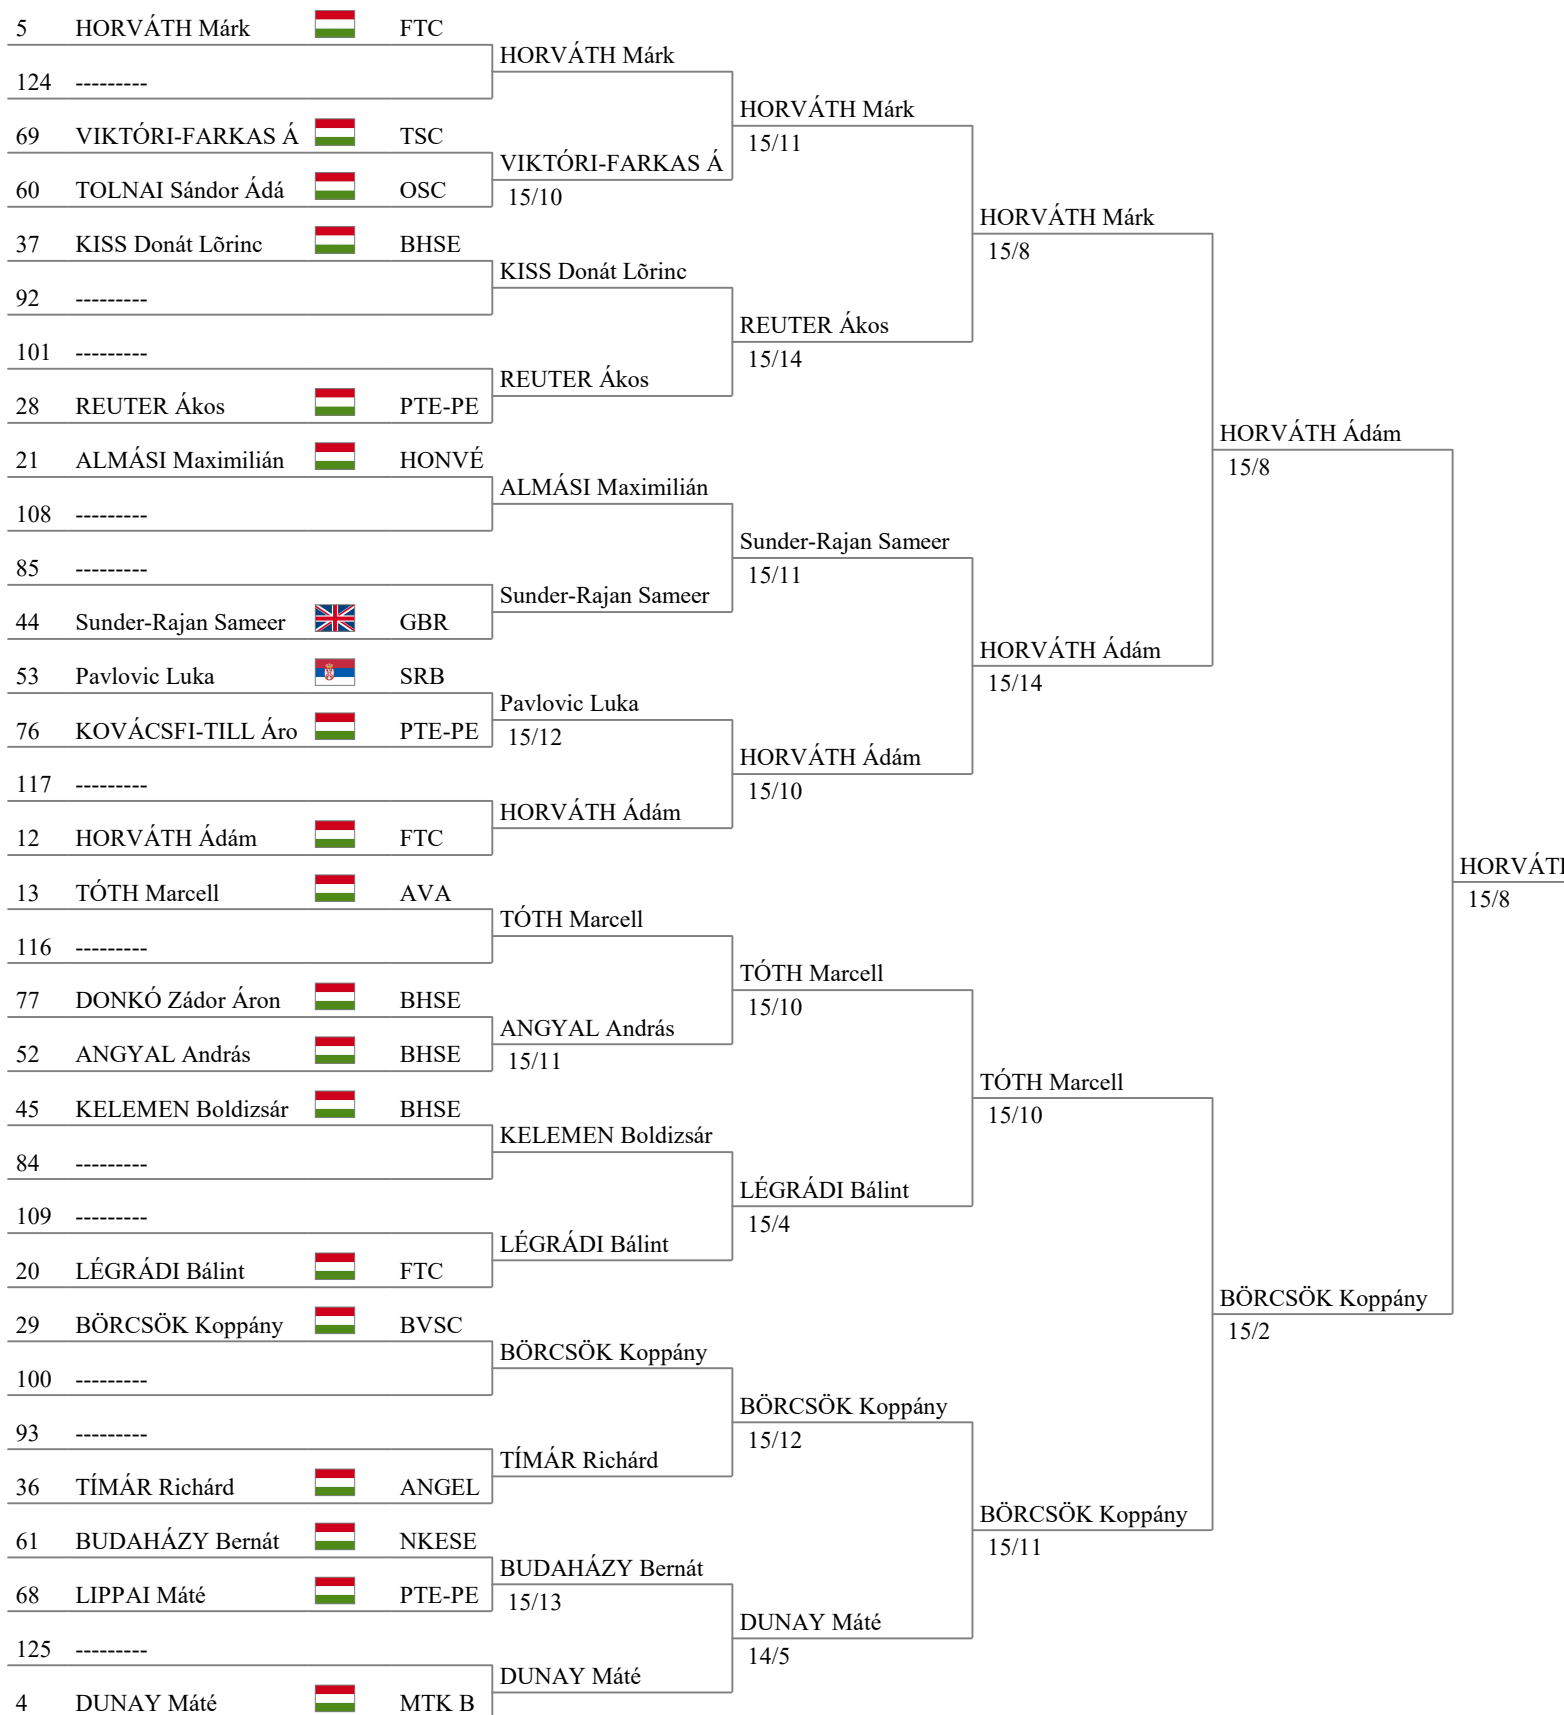 5 HORVÁTH Márk FTC
124 ---------
69 VIKTÓRI-FARKAS Á TSC
60 TOLNAI Sándor Ádá OSC
37 KISS Donát Lõrinc BHSE
92 ---------
101 ---------
28 REUTER Ákos PTE-PE
21 ALMÁSI Maximilián HONVÉ
108 ---------
85 ---------
44 Sunder-Rajan Sameer GBR
53 Pavlovic Luka SRB
76 KOVÁCSFI-TILL Áro PTE-PE
117 ---------
12 HORVÁTH Ádám FTC
13 TÓTH Marcell AVA
116 ---------
77 DONKÓ Zádor Áron BHSE
52 ANGYAL András BHSE
45 KELEMEN Boldizsár BHSE
84 ---------
109 ---------
20 LÉGRÁDI Bálint FTC
29 BÖRCSÖK Koppány BVSC
100 ---------
93 ---------
36 TÍMÁR Richárd ANGEL
61 BUDAHÁZY Bernát NKESE
68 LIPPAI Máté PTE-PE
125 ---------
4 DUNAY Máté MTK B
HORVÁTH Márk
VIKTÓRI-FARKAS Á
15/10
KISS Donát Lõrinc
REUTER Ákos
ALMÁSI Maximilián
Sunder-Rajan Sameer
Pavlovic Luka
15/12
HORVÁTH Ádám
TÓTH Marcell
ANGYAL András
15/11
KELEMEN Boldizsár
LÉGRÁDI Bálint
BÖRCSÖK Koppány
TÍMÁR Richárd
BUDAHÁZY Bernát
15/13
DUNAY Máté
HORVÁTH Márk
15/11
REUTER Ákos
15/14
Sunder-Rajan Sameer
15/11
HORVÁTH Ádám
15/10
TÓTH Marcell
15/10
LÉGRÁDI Bálint
15/4
BÖRCSÖK Koppány
15/12
DUNAY Máté
14/5
HORVÁTH Márk
15/8
HORVÁTH Ádám
15/14
TÓTH Marcell
15/10
BÖRCSÖK Koppány
15/11
HORVÁTH Ádám
15/8
BÖRCSÖK Koppány
15/2
HORVÁTH
15/8